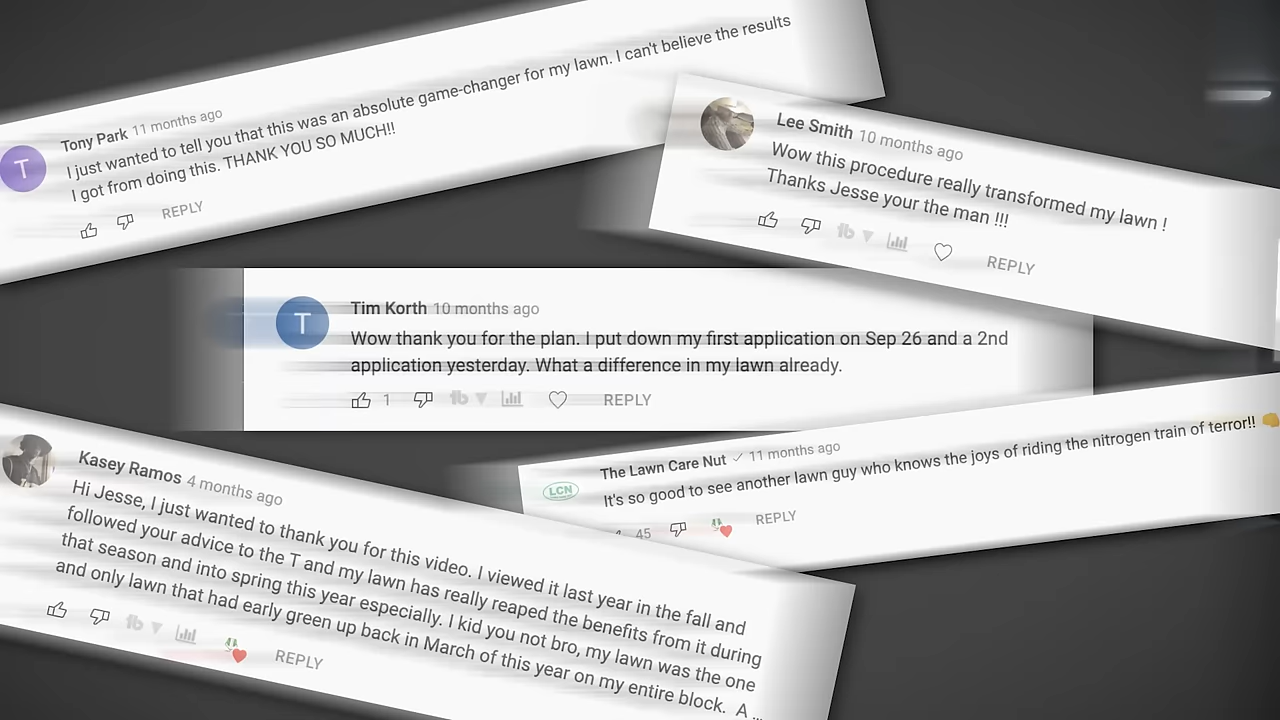 Tony Park 11 months ago
I just wanted to tell you that this was an absolute game-changer for my lawn. I can't believe the results
I got from doing this. THANK YOU SO MUCH!!
T
REPLY
Lee Smith 10 months ago
Wow this procedure really transformed my lawn !
Thanks Jesse your the man !!!
tb
REPLY
T
Tim Korth 10 months ago
Wow thank you for the plan. I put down my first application on Sep 26 and a 2nd
application yesterday. What a difference in my lawn already.
1 tb REPLY
The Lawn Care Nut 11 months ago
It's so good to see another lawn guy who knows the joys of riding the nitrogen train of terror!!
LCN
45 REPLY
Kasey Ramos 4 months ago
Hi Jesse, I just wanted to thank you for this video. I viewed it last year in the fall and
followed your advice to the T and my lawn has really reaped the benefits from it during
that season and into spring this year especially. I kid you not bro, my lawn was the one
and only lawn that had early green up back in March of this year on my entire block. A ...
tb
REPLY